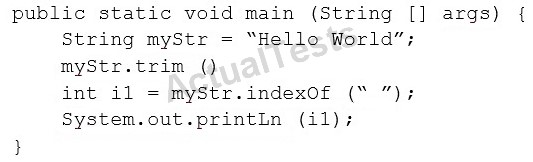 public static void main (String [] args) {
String myStr = “Hello World”;
myStr.trim ()
int i1 = myStr.indexOf (“ ”);
System.out.printLn (i1);
}
ActualTests